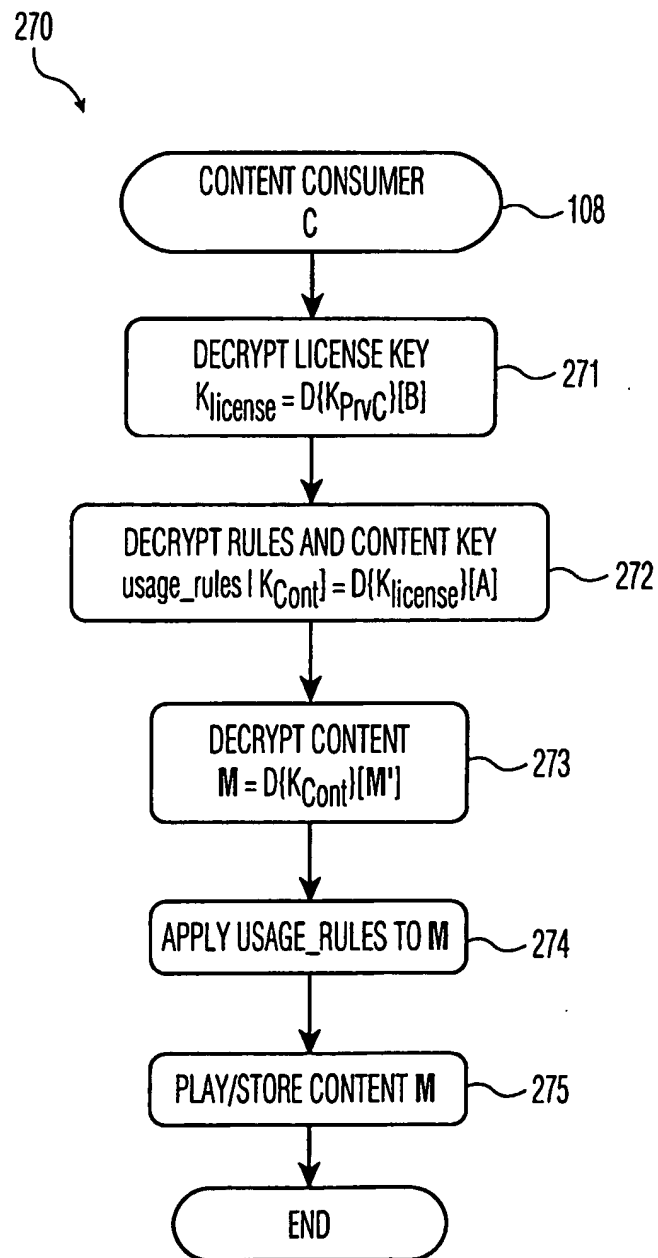 270
CONTENT CONSUMER
C
108
DECRYPT LICENSE KEY
Klicense = D{KPrvC}[B]
271
DECRYPT RULES AND CONTENT KEY
usage_rules | KCont] = D{Klicense}[A]
272
DECRYPT CONTENT
M = D{KCont}[M']
273
APPLY USAGE_RULES TO M
274
PLAY/STORE CONTENT M
275
END